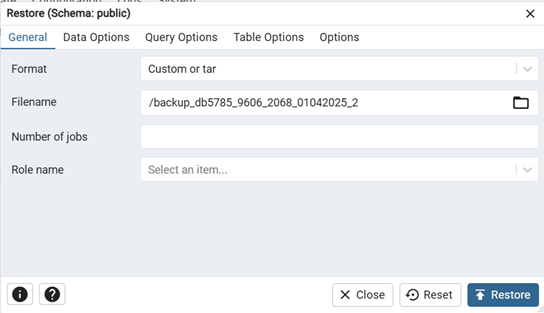 Restore (Schema: public)
General Data Options Query Options Table Options Options
Format Custom or tar
Filename /backup_db5785_9606_2068_01042025_2
Number of jobs
Role name Select an item...
Close Reset Restore